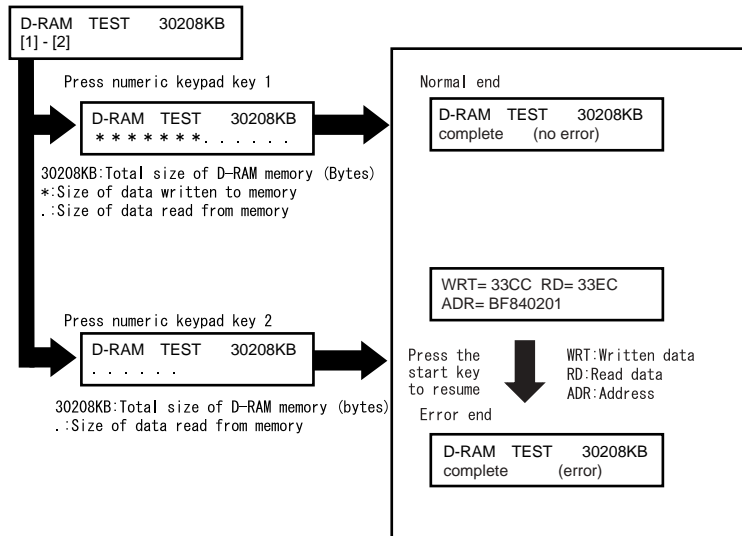 D-RAM TEST 30208KB
[1] - [2]
Press numeric keypad key 1
D-RAM TEST 30208KB
* * * * * * * . . . . . .
30208KB:Total size of D-RAM memory (Bytes)
*:Size of data written to memory
.:Size of data read from memory
Press numeric keypad key 2
D-RAM TEST 30208KB
. . . . . .
30208KB:Total size of D-RAM memory (bytes)
.:Size of data read from memory
Normal end
D-RAM TEST 30208KB
complete (no error)
WRT= 33CC RD= 33EC
ADR= BF840201
Press the
start key
to resume
WRT:Written data
RD:Read data
ADR:Address
Error end
D-RAM TEST 30208KB
complete (error)